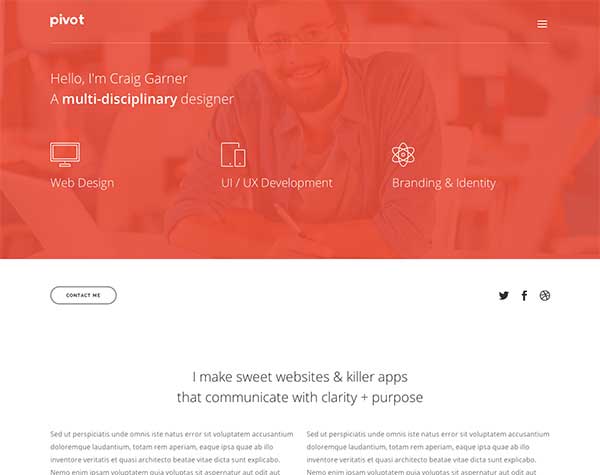 pivot
Hello, I'm Craig Garner
A multi-disciplinary designer
Web Design
UI / UX Development
Branding & Identity
CONTACT ME
I make sweet websites & killer apps
that communicate with clarity + purpose
Sed ut perspiciatis unde omnis iste natus error sit voluptatem accusantium
doloremque laudantium, totam rem aperiam, eaque ipsa quae ab illo
inventore veritatis et quasi architecto beatae vitae dicta sunt explicabo.
Nemo enim ipsam voluptatem quia voluptas sit aspernatur aut odit aut
Sed ut perspiciatis unde omnis iste natus error sit voluptatem accusantium
doloremque laudantium, totam rem aperiam, eaque ipsa quae ab illo
inventore veritatis et quasi architecto beatae vitae dicta sunt explicabo.
Nemo enim ipsam voluptatem quia voluptas sit aspernatur aut odit aut